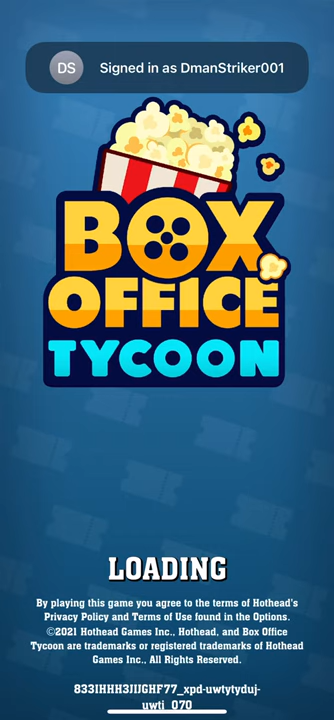 DS Signed in as DmanStriker001
BOX
OFFICE
TYCOON
LOADING
By playing this game you agree to the terms of Hothead's
Privacy Policy and Terms of Use found in the Options.
©2021 Hothead Games Inc., Hothead, and Box Office
Tycoon are trademarks or registered trademarks of Hothead
Games Inc., All Rights Reserved.
833IHHH3JIJGHF77_xpd-uwtytyduj-
uwti_070